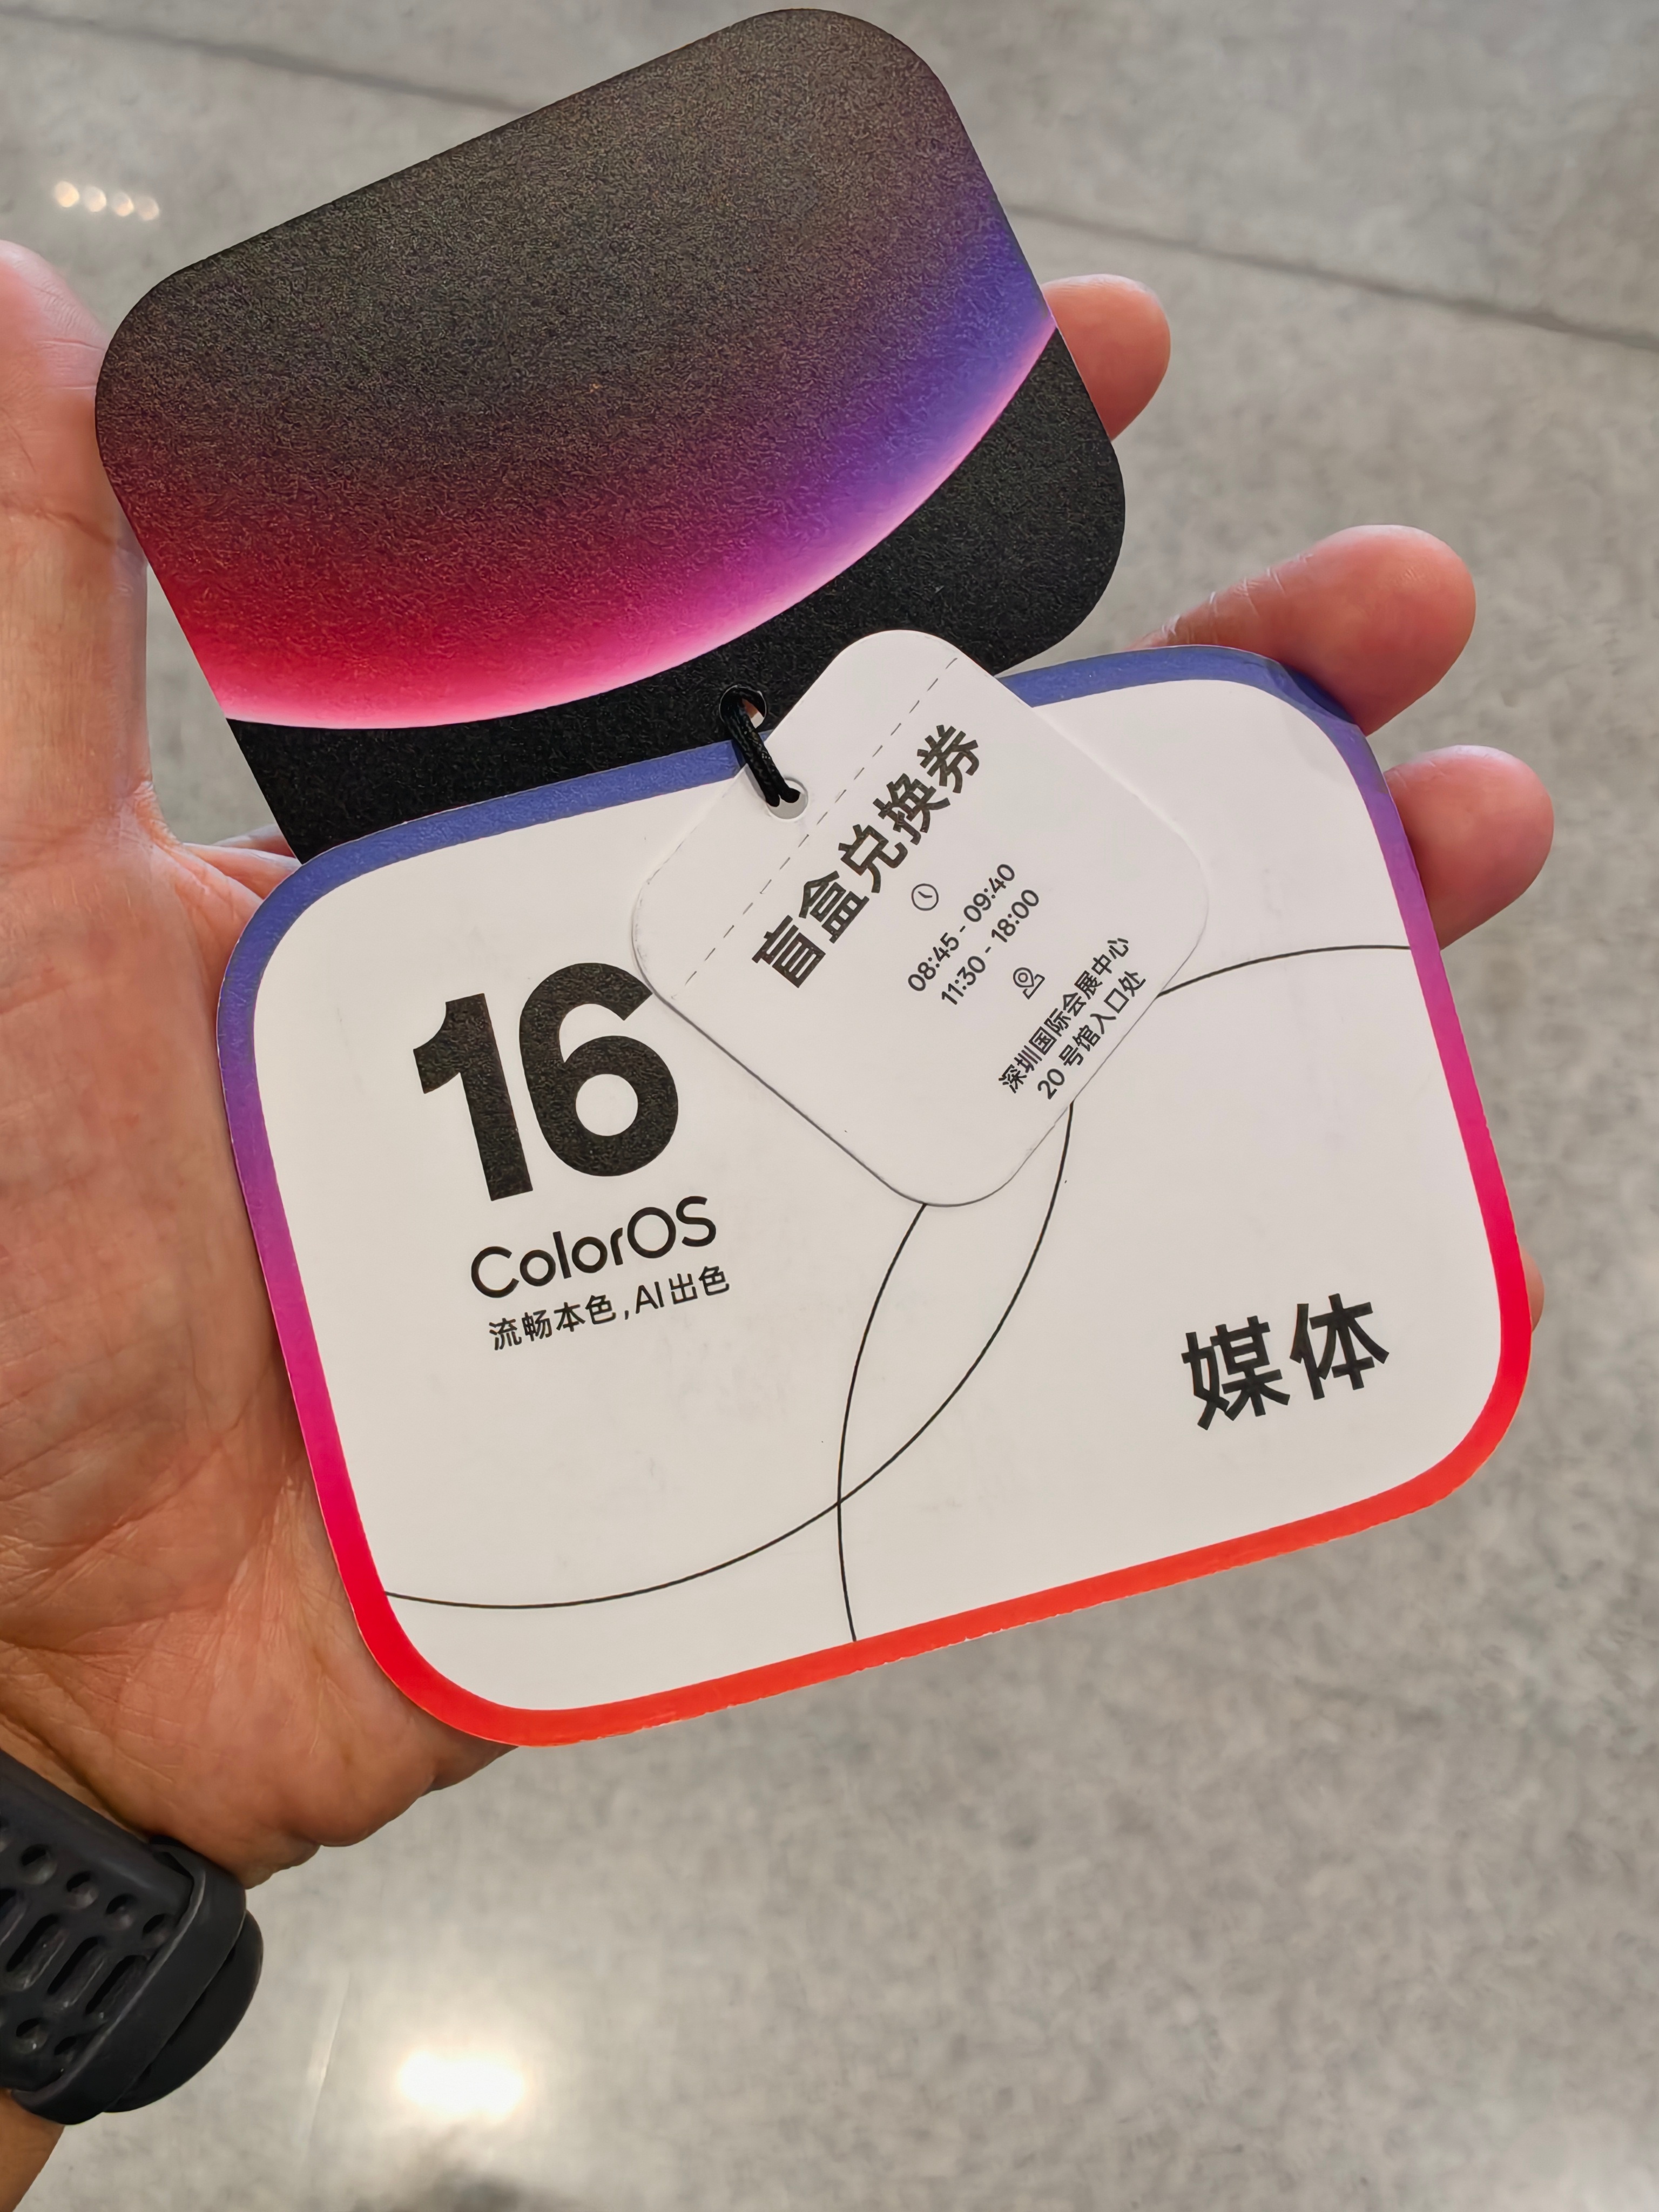 盲盒兑换券
08:45 - 09:40
11:30 - 18:00
深圳国际会展中心
20 号馆入口处
16
ColorOS
流畅本色,AI出色
媒体